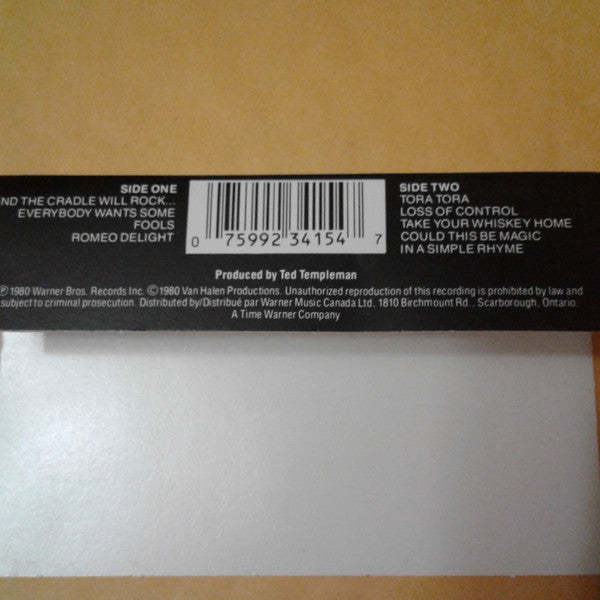 SIDE ONE
ND THE CRADLE WILL ROCK...
EVERYBODY WANTS SOME
FOOLS
ROMEO DELIGHT
0 75992 34154 7
SIDE TWO
TORA TORA
LOSS OF CONTROL
TAKE YOUR WHISKEY HOME
COULD THIS BE MAGIC
IN A SIMPLE RHYME
Produced by Ted Templeman
℗1980 Warner Bros. Records Inc. ©1980 Van Halen Productions. Unauthorized reproduction of this recording is prohibited by law and
subject to criminal prosecution. Distributed by/Distribué par Warner Music Canada Ltd., 1810 Birchmount Rd., Scarborough, Ontario.
A Time Warner Company